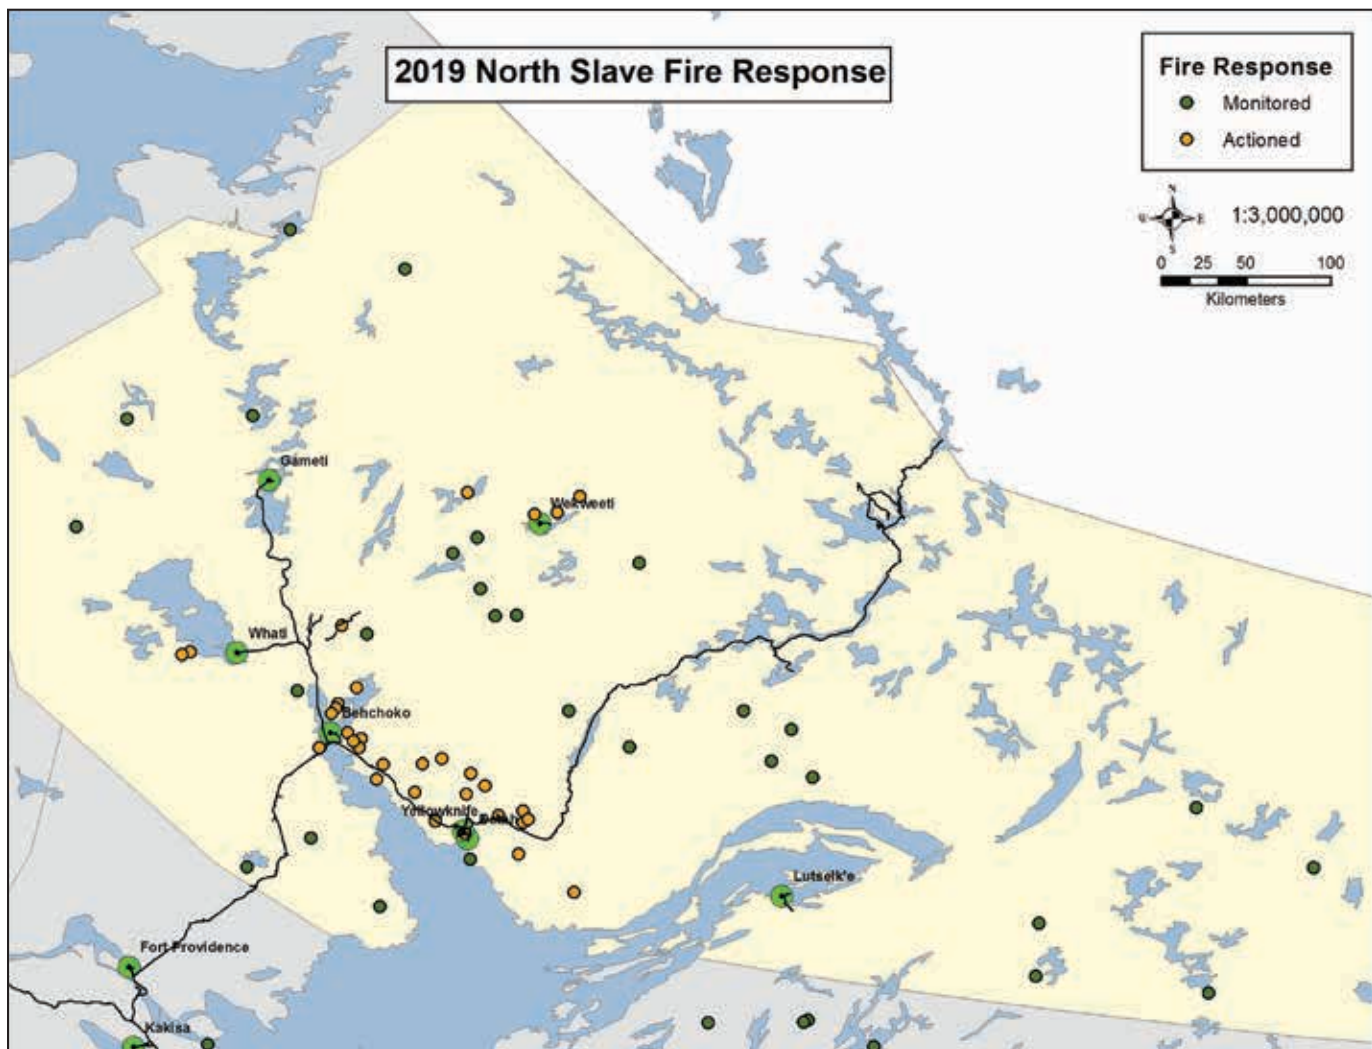 2019 North Slave Fire Response
Fire Response
Monitored
Actioned
N
W E
S
1:3,000,000
0 25 50 100
Kilometers
Gameti
Wekweeti
Whati
Behchoko
Yellowknife
Lutselk'e
Fort Providence
Kakisa